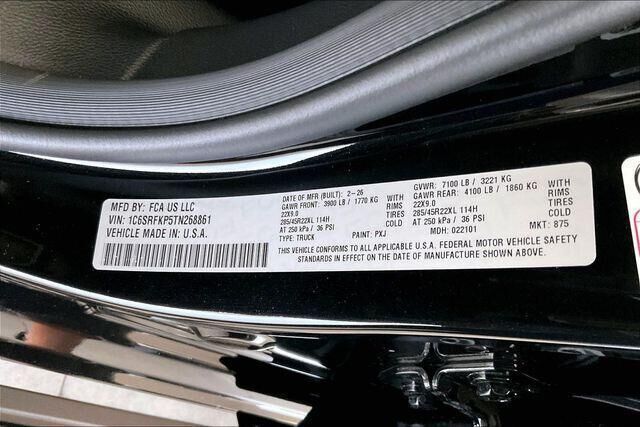 MFD BY: FCA US LLC
VIN: 1C6SRFKP5TN268861
VEHICLE MADE IN U.S.A.
DATE OF MFR (BUILT): 2-26 GVWR: 7100 LB / 3221 KG
GAWR FRONT: 3900 LB / 1770 KG GAWR REAR: 4100 LB / 1860 KG
22X9.0 RIMS 22X9.0 RIMS
285/45R22XL 114H TIRES 285/45R22XL 114H TIRES
AT 250 kPa / 36 PSI COLD AT 250 kPa / 36 PSI COLD
TYPE: TRUCK PAINT: PXJ MDH: 022101 MKT: 875
THIS VEHICLE CONFORMS TO ALL APPLICABLE U.S.A. FEDERAL MOTOR VEHICLE SAFETY
STANDARDS IN EFFECT ON THE DATE OF MANUFACTURE SHOWN ABOVE.